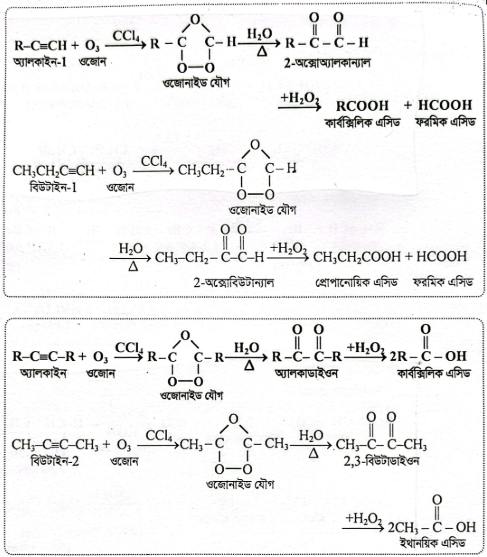 O O O
R–C≡CH + O₃ —CCl₄→ R – C C–H —H₂O/Δ→ R – C – C – H
অ্যালকাইন-1 ওজোন O–O 2-অক্সোঅ্যালকান্যাল
ওজোনাইড যৌগ
+H₂O₂→ RCOOH + HCOOH
কার্বক্সিলিক এসিড ফরমিক এসিড
O
CH₃CH₂C≡CH + O₃ —CCl₄→ CH₃CH₂ – C C – H
বিউটাইন-1 ওজোন O–O
ওজোনাইড যৌগ
O O
H₂O/Δ→ CH₃–CH₂ – C – C–H +H₂O₂→ CH₃CH₂COOH + HCOOH
2-অক্সোবিউটান্যাল প্রোপানোয়িক এসিড ফরমিক এসিড
O O O O
R–C≡C–R + O₃ —CCl₄→ R–C C–R —H₂O/Δ→ R–C–C–R +H₂O₂→ 2R–C – OH
অ্যালকাইন ওজোন O–O অ্যালকাডাইওন কার্বক্সিলিক এসিড
ওজোনাইড যৌগ
O O O
CH₃–C≡C–CH₃ + O₃ —CCl₄→ CH₃–C C – CH₃ —H₂O/Δ→ CH₃–C–C–CH₃
বিউটাইন-2 ওজোন O–O 2,3-বিউটাডাইওন
ওজোনাইড যৌগ
O
+H₂O₂→ 2CH₃ – C – OH
ইথানয়িক এসিড